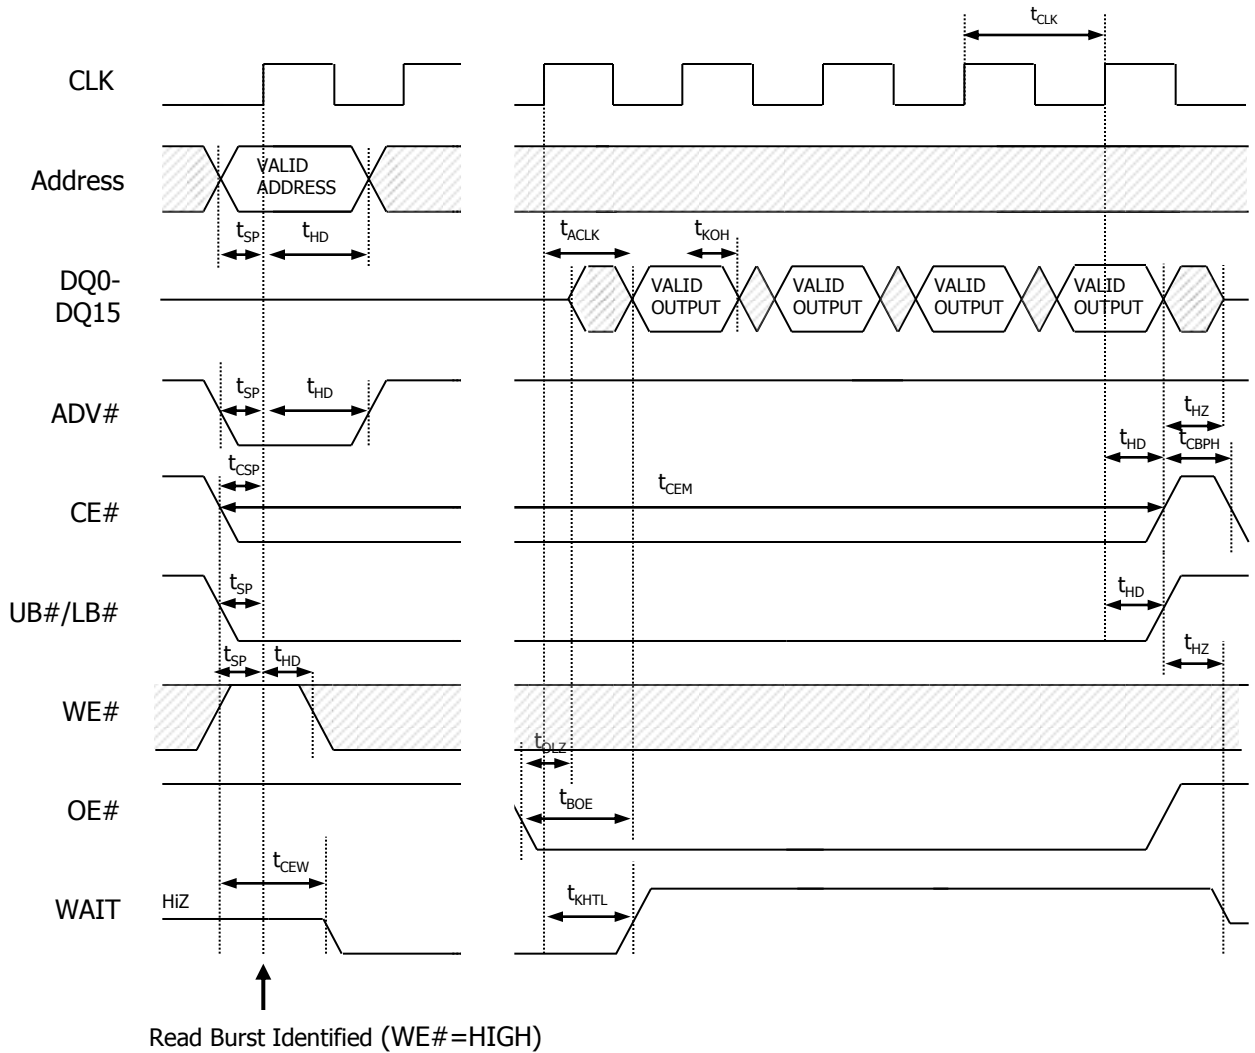 tCLK
CLK
Address
VALID
ADDRESS
tSP
tHD
tACLK
tKOH
DQ0-
DQ15
VALID
OUTPUT
VALID
OUTPUT
VALID
OUTPUT
VALID
OUTPUT
ADV#
tSP
tHD
tHZ
tHD
tCBPH
CE#
tCSP
tCEM
UB#/LB#
tSP
tHD
tSP
tHD
tHZ
WE#
tOLZ
OE#
tBOE
tCEW
WAIT
HiZ
tKHTL
Read Burst Identified (WE#=HIGH)